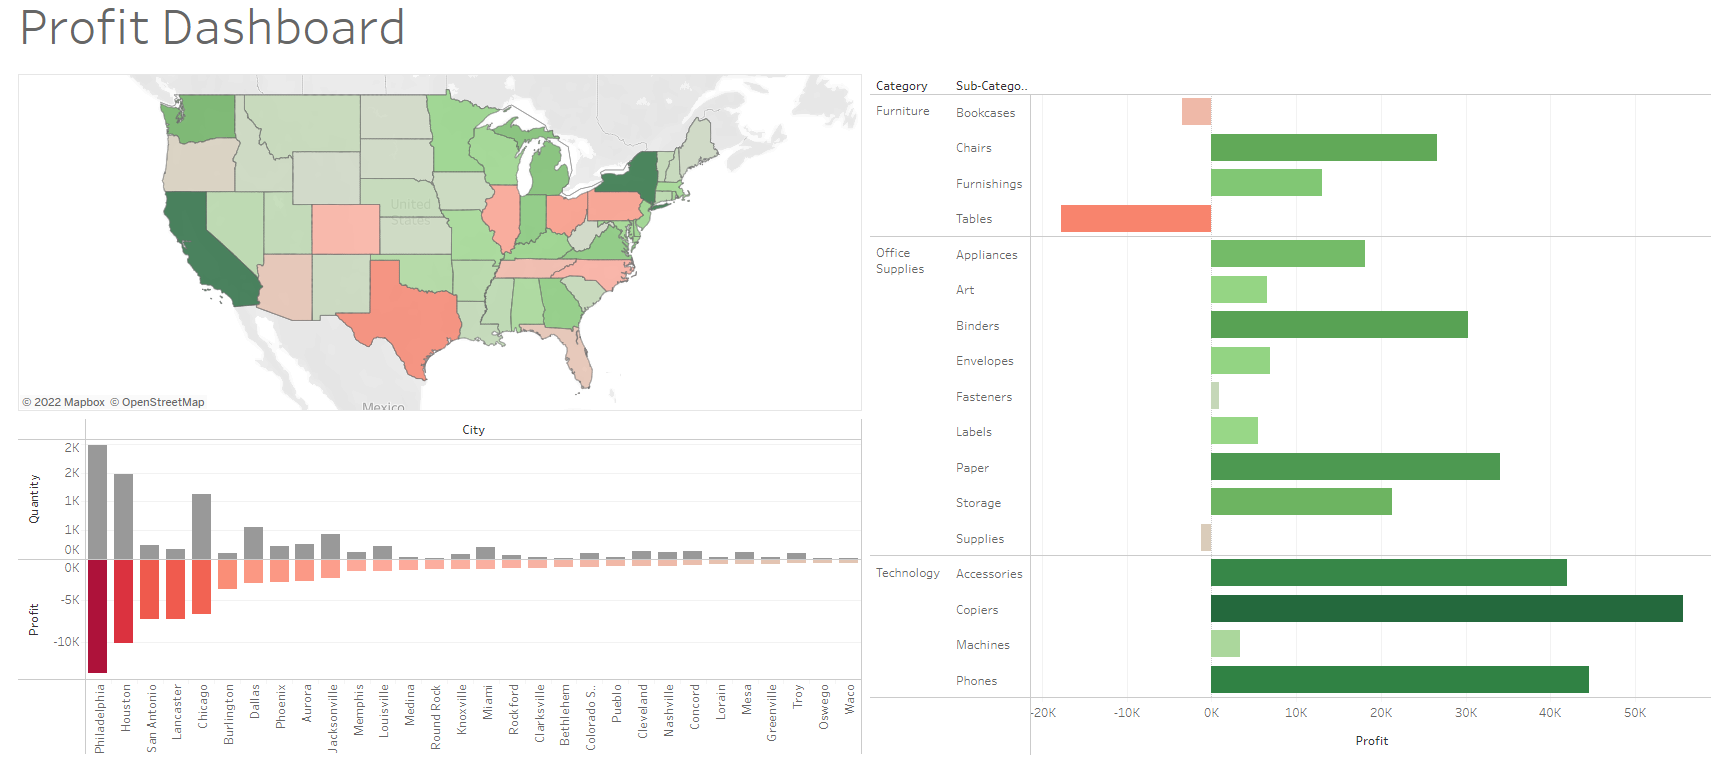 Profit Dashboard
United
States
Mexico
© 2022 Mapbox © OpenStreetMap
City
Quantity
2K
2K
1K
1K
0K
Profit
0K
-5K
-10K
Philadelphia
Houston
San Antonio
Lancaster
Chicago
Burlington
Dallas
Phoenix
Aurora
Jacksonville
Memphis
Louisville
Medina
Round Rock
Knoxville
Miami
Rockford
Clarksville
Bethlehem
Colorado S..
Pueblo
Cleveland
Nashville
Concord
Lorain
Mesa
Greenville
Troy
Oswego
Waco
Category Sub-Catego..
Furniture Bookcases
Chairs
Furnishings
Tables
Office
Supplies
Appliances
Art
Binders
Envelopes
Fasteners
Labels
Paper
Storage
Supplies
Technology Accessories
Copiers
Machines
Phones
-20K -10K 0K 10K 20K 30K 40K 50K
Profit